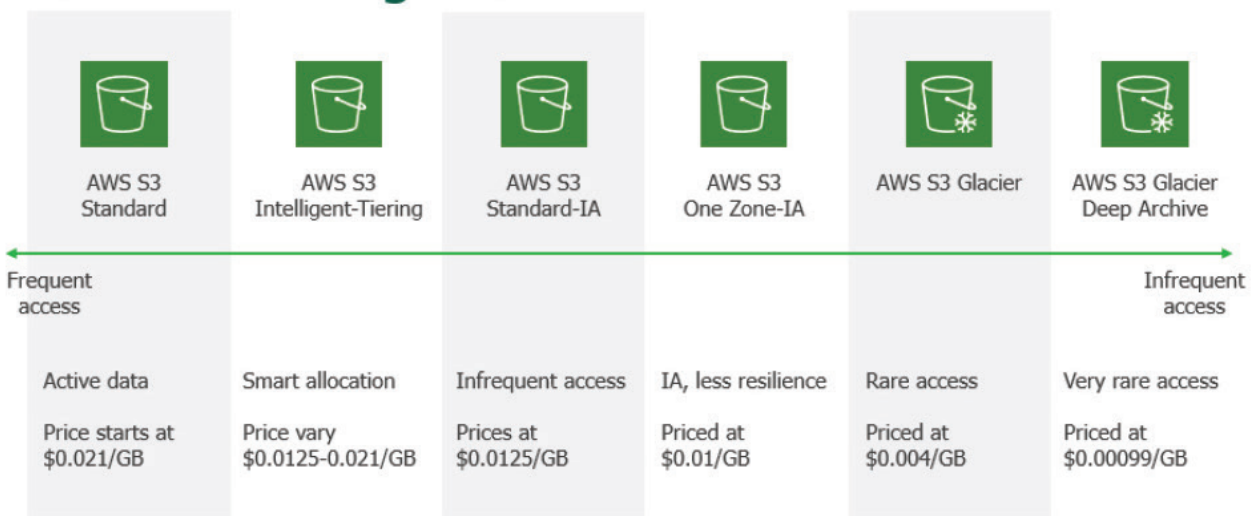 AWS S3
Standard
AWS S3
Intelligent-Tiering
AWS S3
Standard-IA
AWS S3
One Zone-IA
AWS S3 Glacier
AWS S3 Glacier
Deep Archive
Frequent
access
Infrequent
access
Active data
Price starts at
$0.021/GB
Smart allocation
Price vary
$0.0125-0.021/GB
Infrequent access
Prices at
$0.0125/GB
IA, less resilience
Priced at
$0.01/GB
Rare access
Priced at
$0.004/GB
Very rare access
Priced at
$0.00099/GB